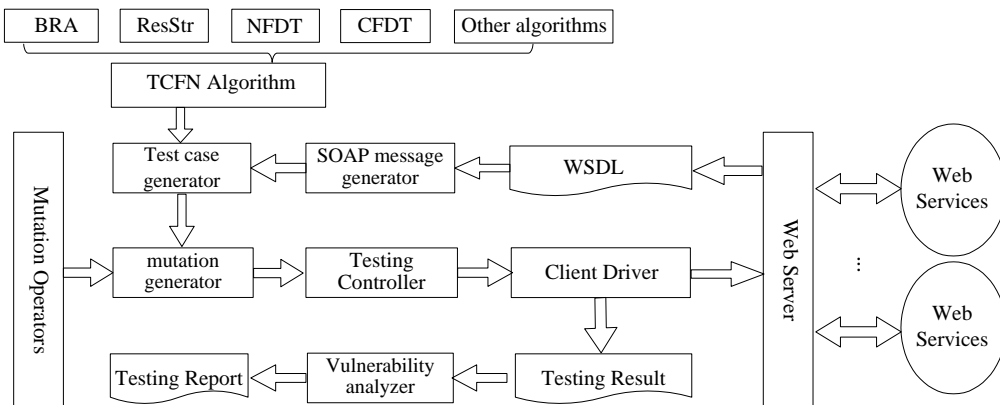 BRA
ResStr
NFDT
CFDT
Other algorithms
TCFN Algorithm
Mutation Operators
Test case
generator
SOAP message
generator
WSDL
Web Server
Web
Services
mutation
generator
Testing
Controller
Client Driver
...
Web
Services
Testing Report
Vulnerability
analyzer
Testing Result